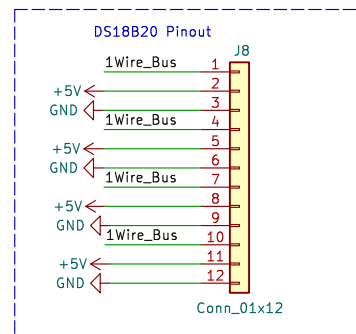 DS18B20 Pinout
J8
1Wire_Bus 1
+5V 2
GND 3
1Wire_Bus 4
+5V 5
GND 6
1Wire_Bus 7
+5V 8
GND 9
1Wire_Bus 10
+5V 11
GND 12
Conn_01x12